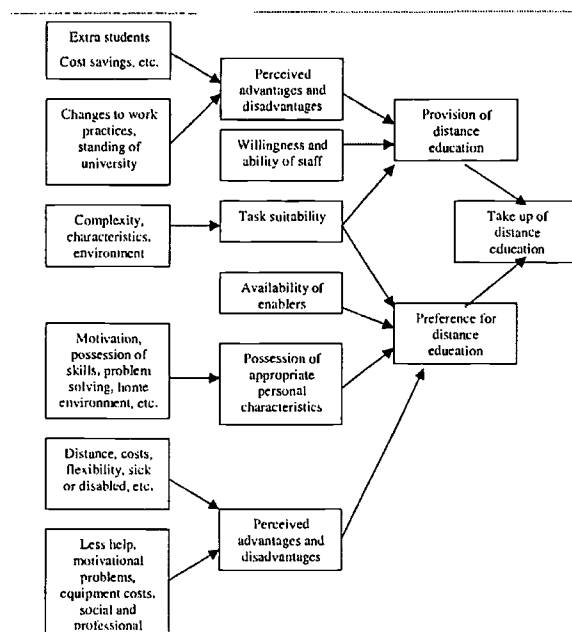 Extra students
Cost savings, etc.
Changes to work
practices,
standing of
university
Complexity,
characteristics,
environment
Motivation,
possession of
skills, problem
solving, home
environment, etc.
Distance, costs,
flexibility, sick
or disabled, etc.
Less help,
motivational
problems,
equipment costs,
social and
professional
Perceived
advantages and
disadvantages
Willingness and
ability of staff
Task suitability
Availability of
enablers
Possession of
appropriate
personal
characteristics
Perceived
advantages and
disadvantages
Provision of
distance
education
Preference for
distance
education
Take up of
distance
education